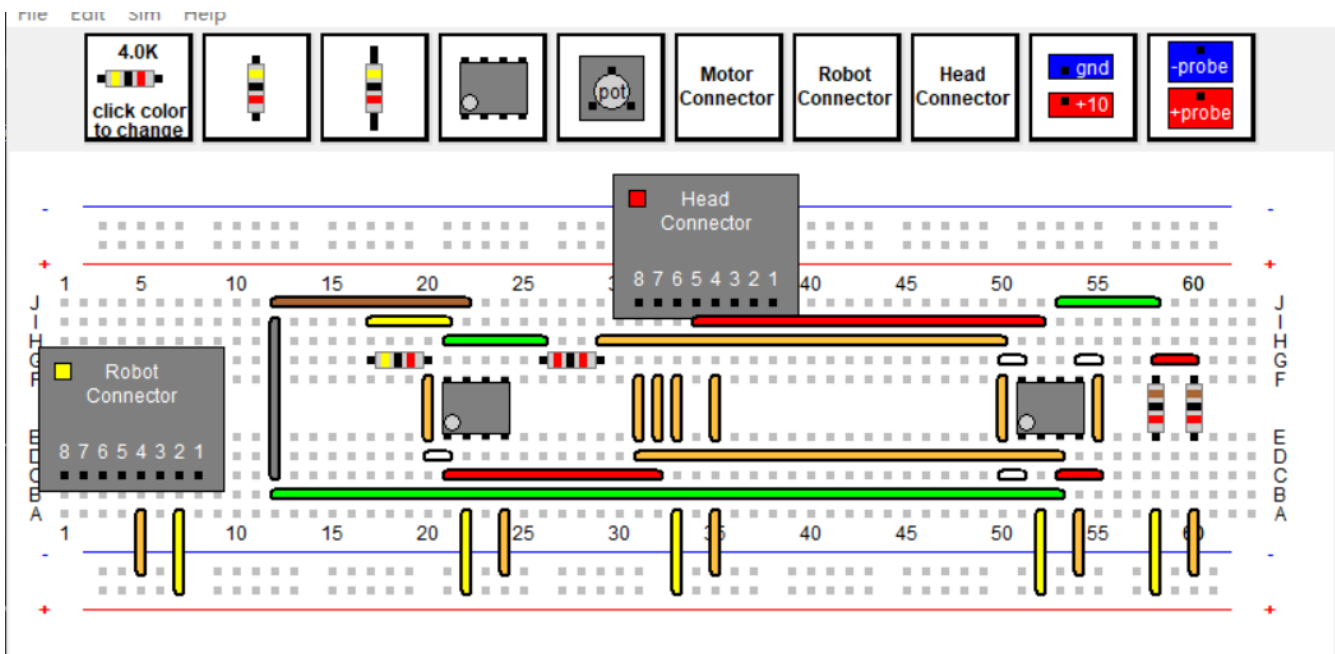 File Edit Sim Help
4.0K
click color
to change
pot
Motor
Connector
Robot
Connector
Head
Connector
gnd
+10
-probe
+probe
Head
Connector
8 7 6 5 4 3 2 1
- -
+ +
1 5 10 15 20 25 40 45 50 55 60
J J
I I
H H
G G
F F
Robot
Connector
8 7 6 5 4 3 2 1
E E
D D
C C
B B
A A
1 10 15 20 25 30 40 45 50 55
- -
+ +